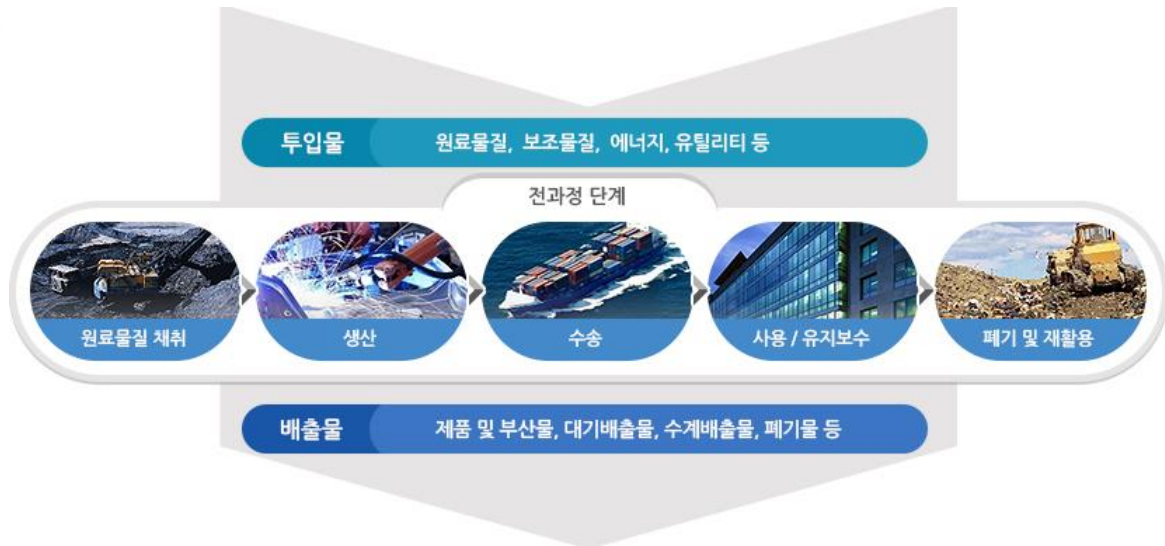 투입물 원료물질, 보조물질, 에너지, 유틸리티 등
전과정 단계
원료물질 채취 생산 수송 사용 / 유지보수 폐기 및 재활용
배출물 제품 및 부산물, 대기배출물, 수계배출물, 폐기물 등